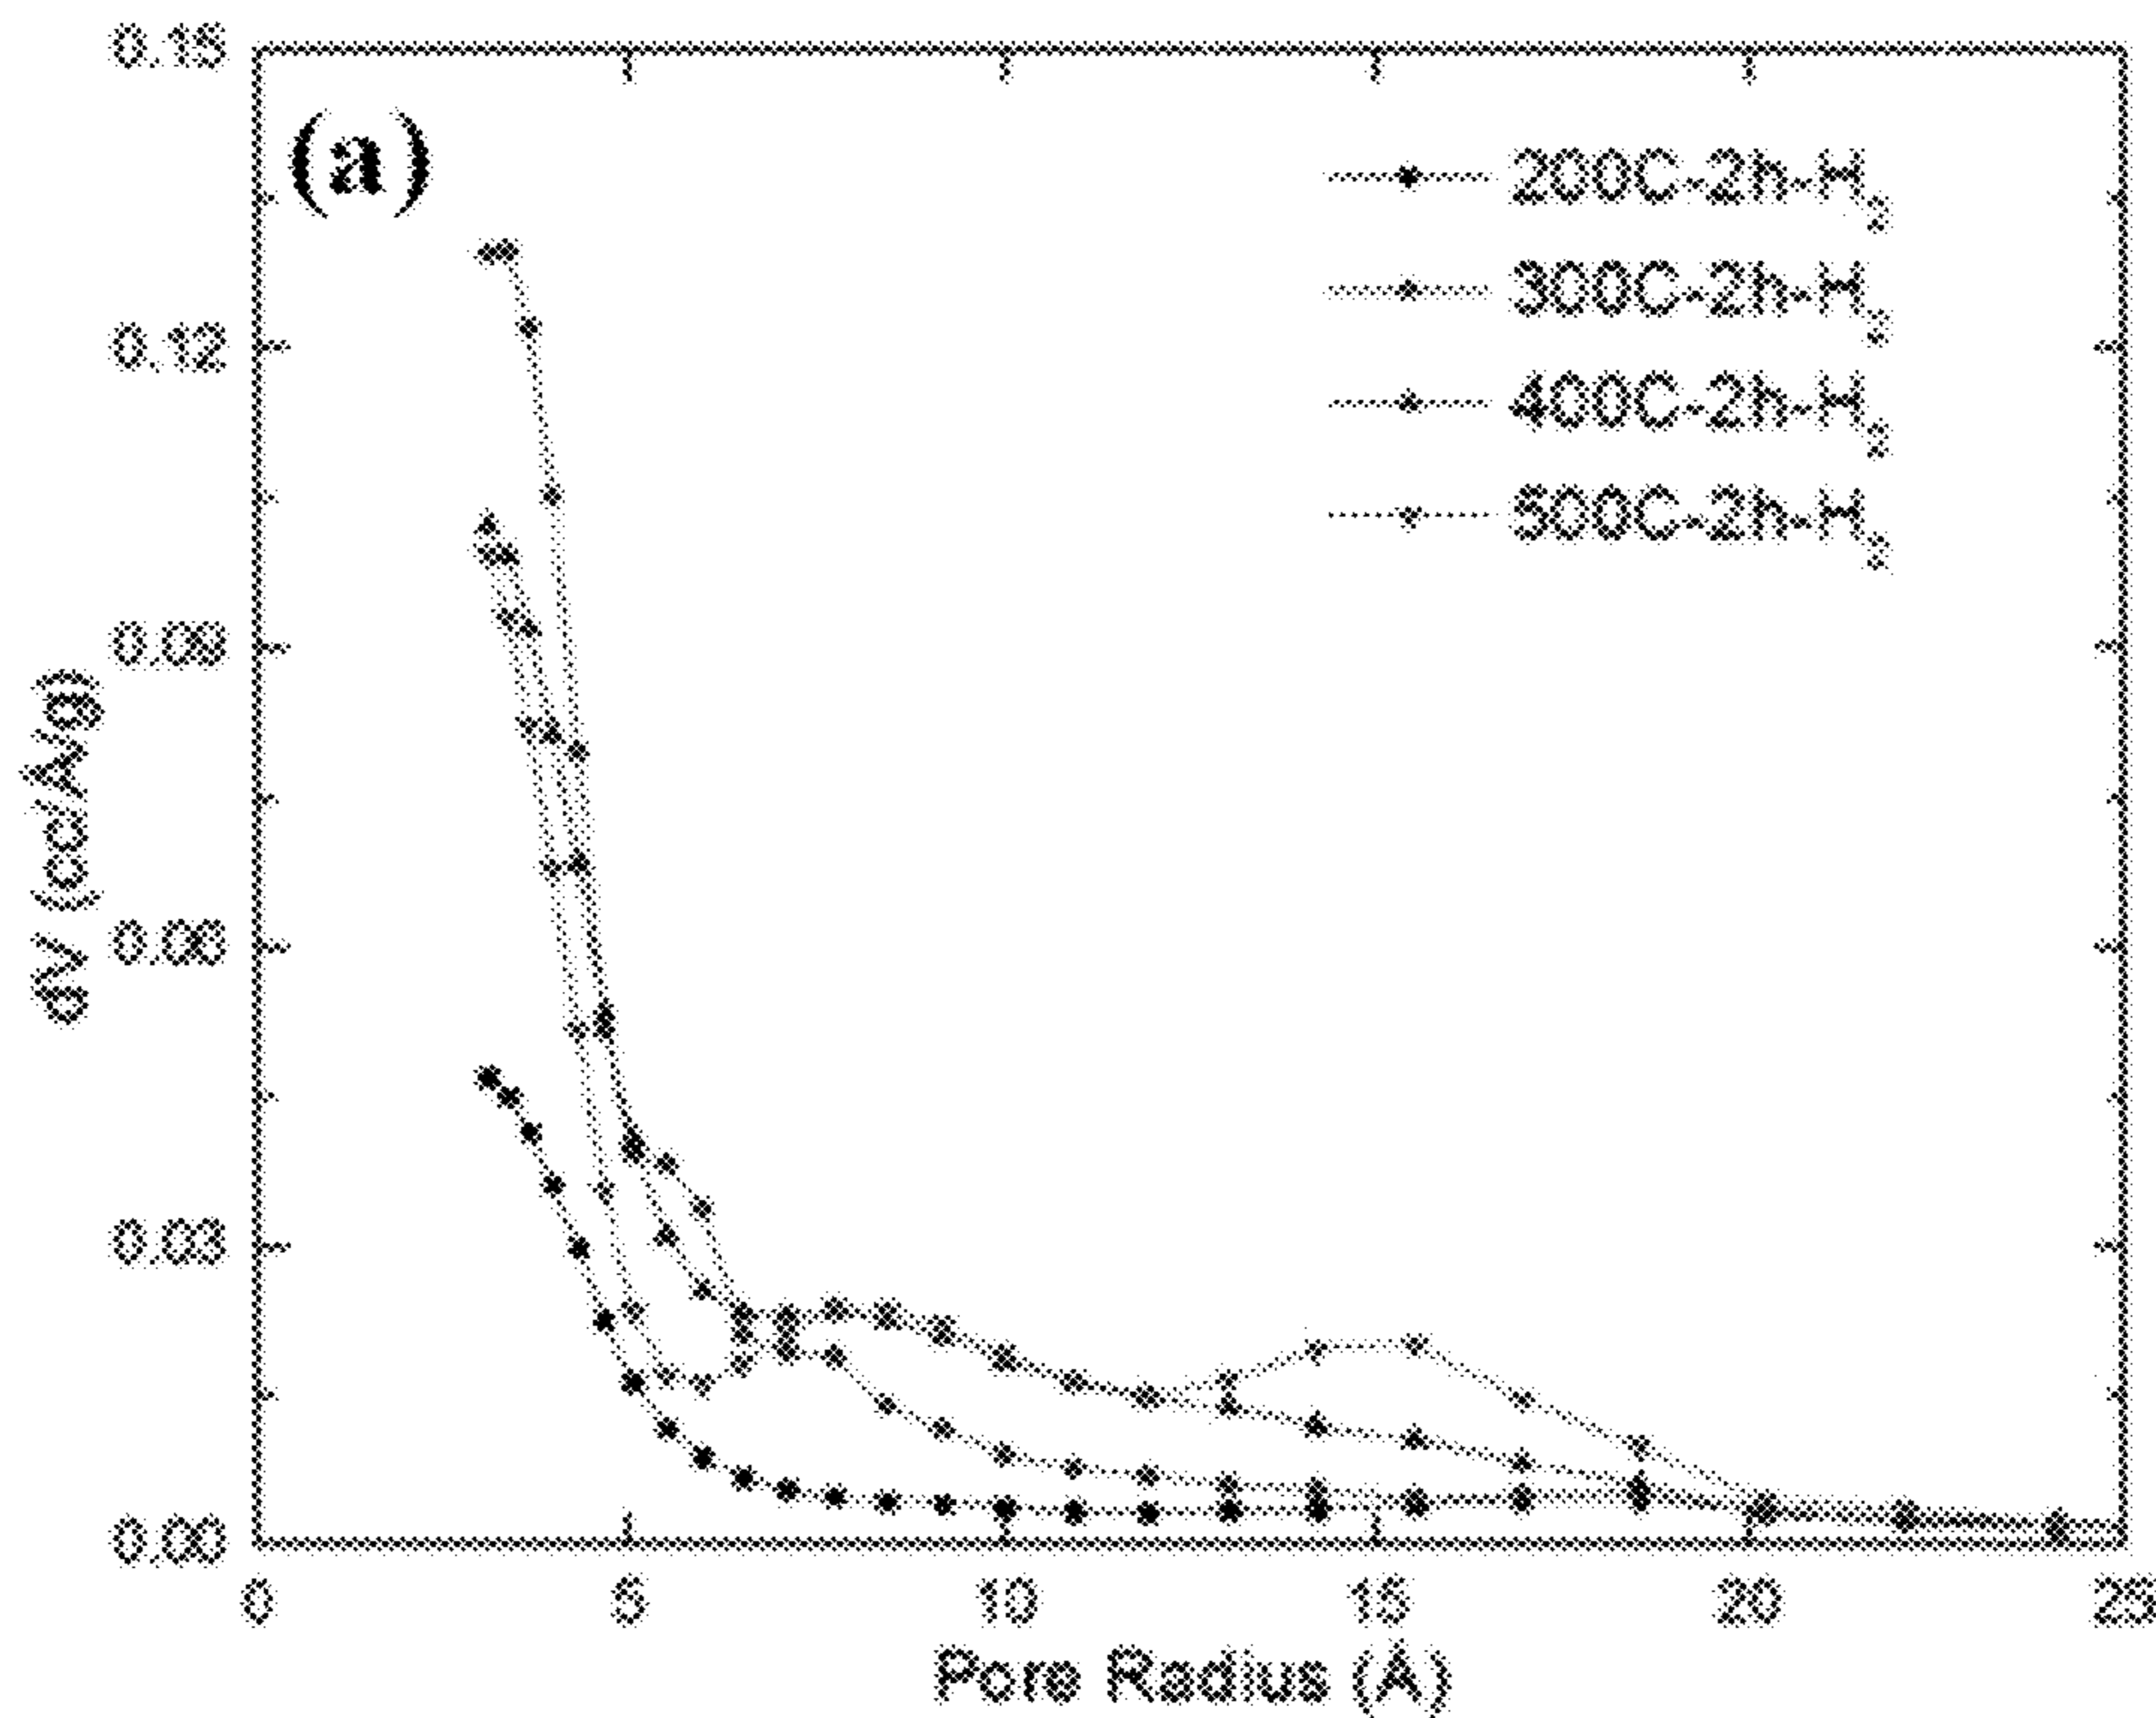 (a)
200C-2h-H2
300C-2h-H2
400C-2h-H2
500C-2h-H2
0.15
0.12
0.09
0.06
0.03
0.00
dV (cc/Å/g)
0 5 10 15 20 25
Pore Radius (Å)